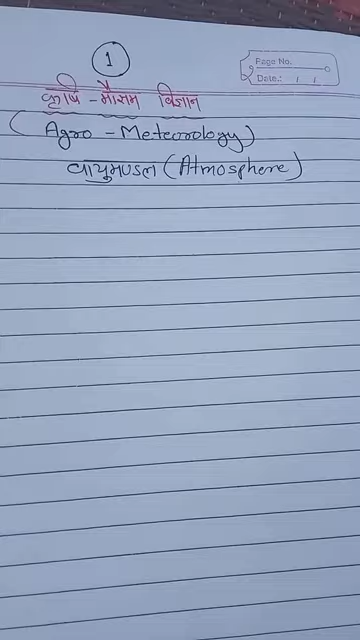 1
Page No.
Date: / /
कृषि - मौसम विज्ञान
(Agro - Meteorology)
वायुमण्डल (Atmosphere)